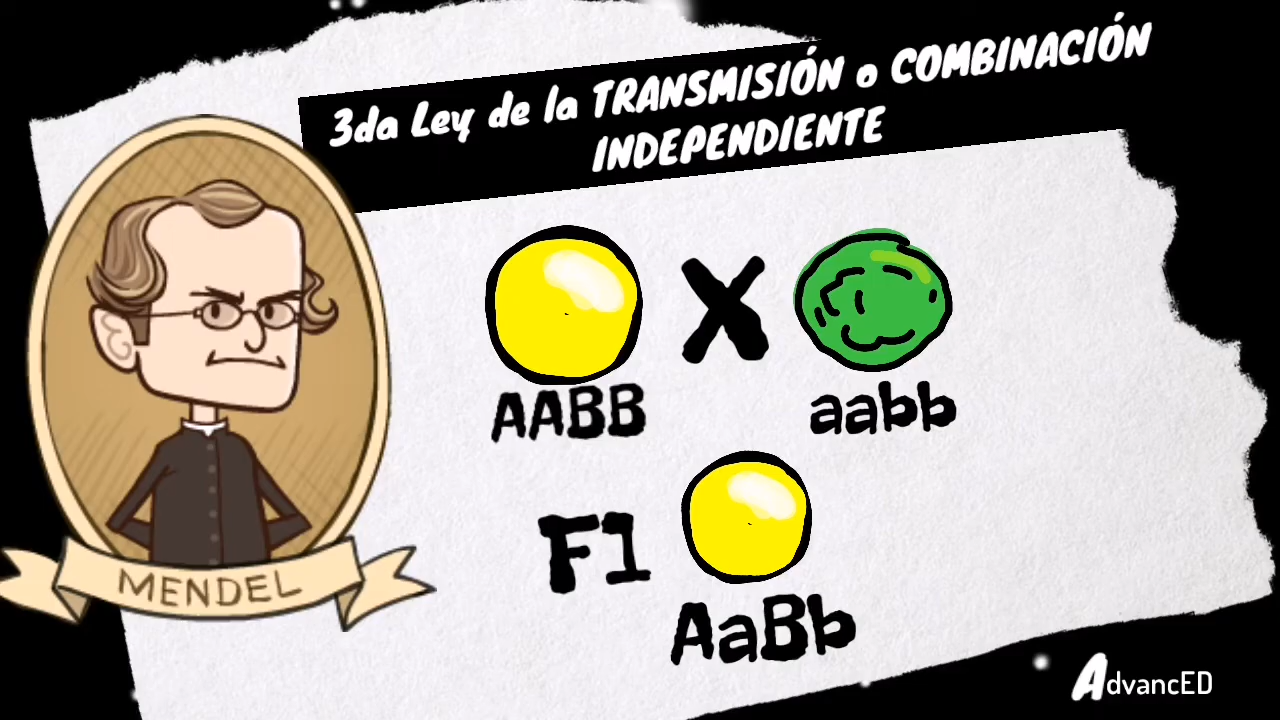 3da Ley de la TRANSMISIÓN o COMBINACIÓN
INDEPENDIENTE
X
AABB
aabb
F1
AaBb
MENDEL
AdvancED